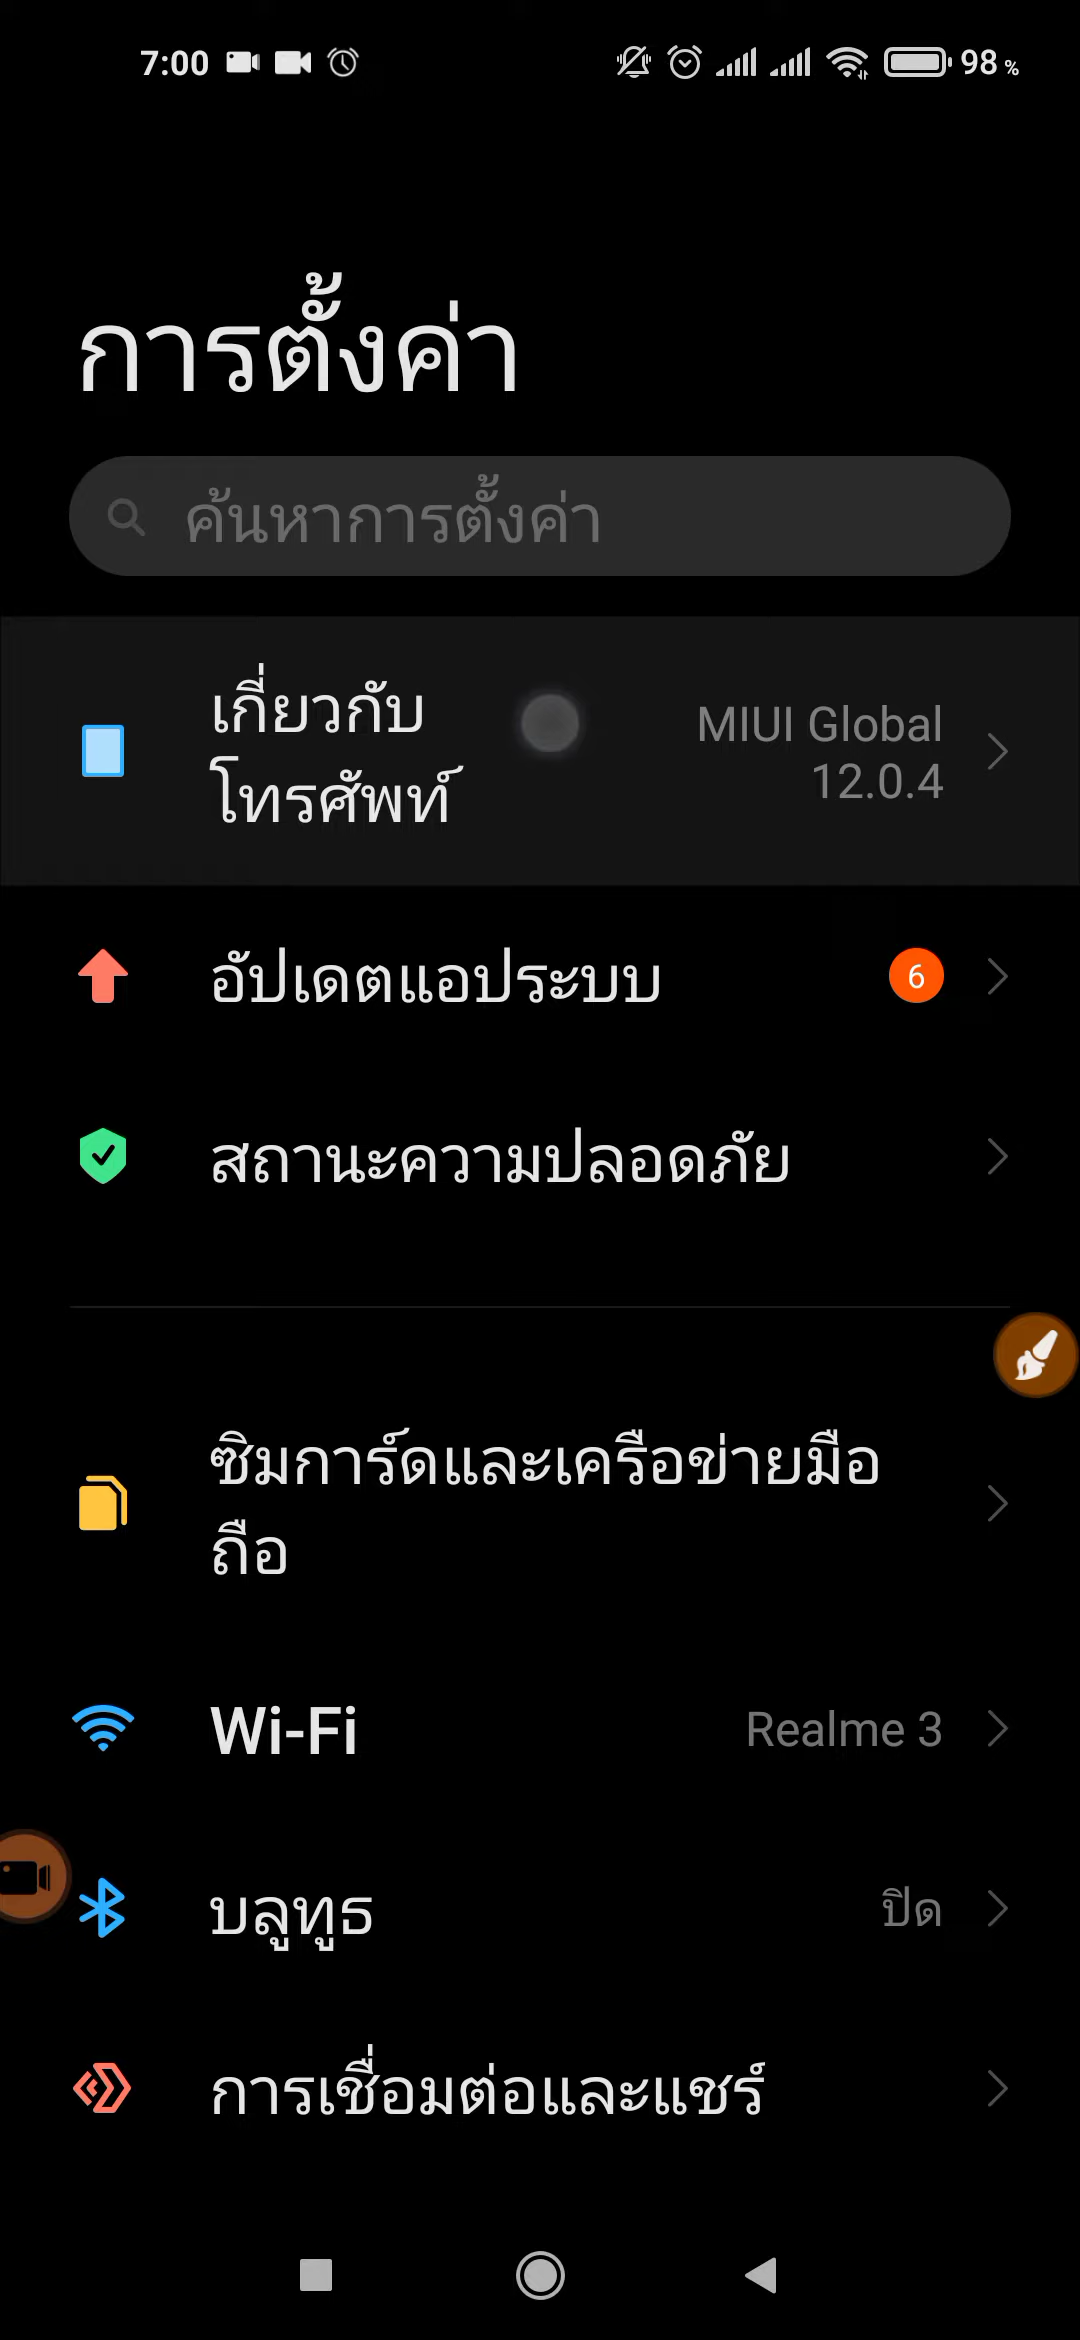 7:00 98 %
การตั้งค่า
ค้นหาการตั้งค่า
เกี่ยวกับ
โทรศัพท์
MIUI Global
12.0.4
อัปเดตแอประบบ 6
สถานะความปลอดภัย
ซิมการ์ดและเครือข่ายมือ
ถือ
Wi-Fi Realme 3
บลูทูธ ปิด
การเชื่อมต่อและแชร์